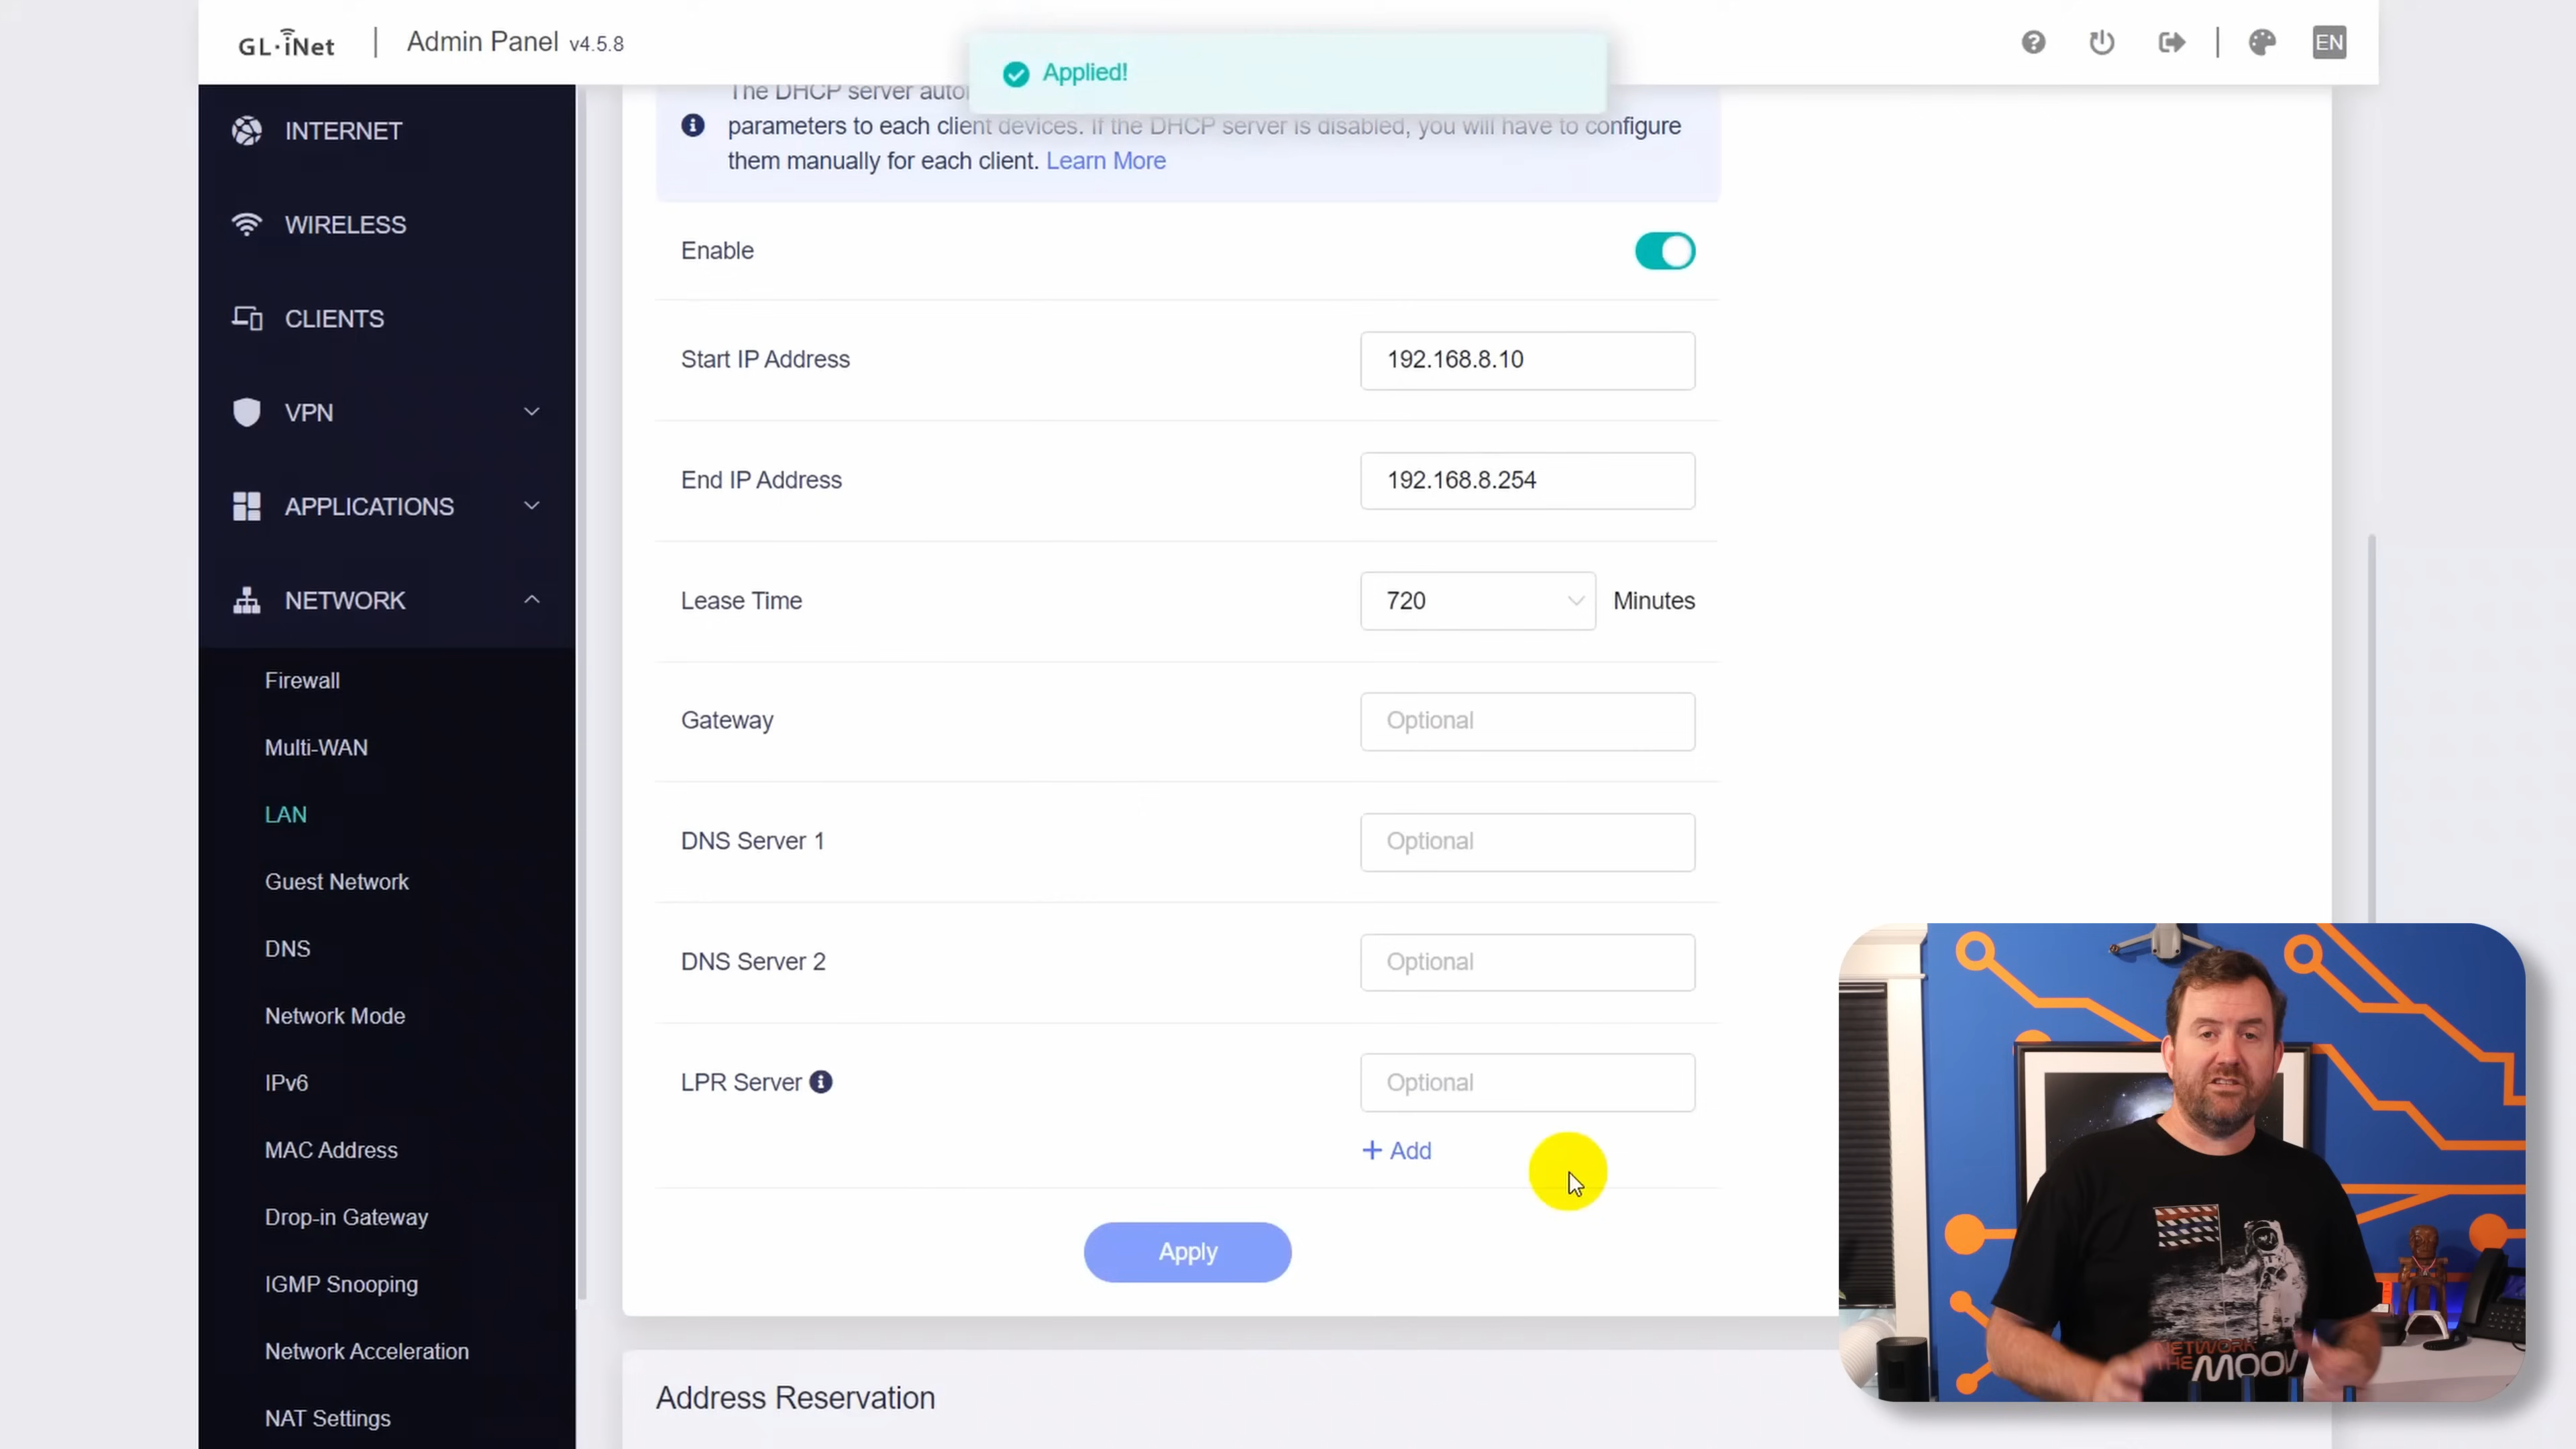 GL·iNet | Admin Panel v4.5.8
EN
Applied!
The DHCP server
parameters to each client devices. If the DHCP server is disabled, you will have to configure
them manually for each client. Learn More
INTERNET
WIRELESS
CLIENTS
VPN
APPLICATIONS
NETWORK
Firewall
Multi-WAN
LAN
Guest Network
DNS
Network Mode
IPv6
MAC Address
Drop-in Gateway
IGMP Snooping
Network Acceleration
NAT Settings
Enable
Start IP Address 192.168.8.10
End IP Address 192.168.8.254
Lease Time 720 Minutes
Gateway Optional
DNS Server 1 Optional
DNS Server 2 Optional
LPR Server Optional
+ Add
Apply
Address Reservation
NETWORK
THE MOON